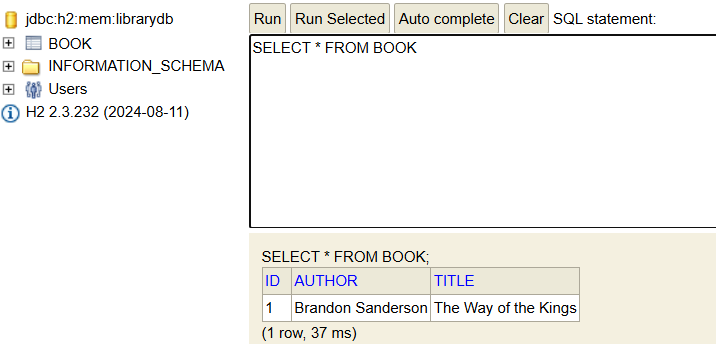 jdbc:h2:mem:librarydb
BOOK
INFORMATION_SCHEMA
Users
H2 2.3.232 (2024-08-11)
Run Run Selected Auto complete Clear SQL statement:
SELECT * FROM BOOK
SELECT * FROM BOOK;
ID AUTHOR TITLE
1 Brandon Sanderson The Way of the Kings
(1 row, 37 ms)